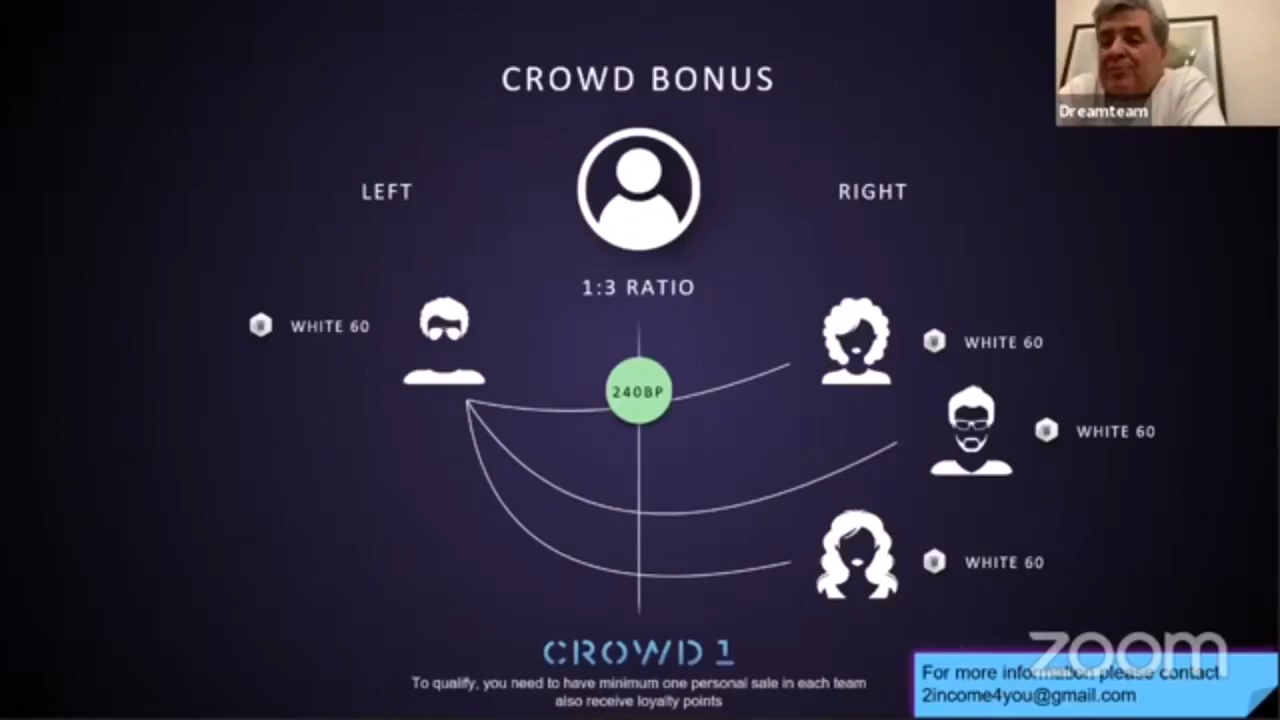 CROWD BONUS
Dreamteam
LEFT
RIGHT
1:3 RATIO
WHITE 60
WHITE 60
240BP
WHITE 60
WHITE 60
CROWD 1
To qualify, you need to have minimum one personal sale in each team
also receive loyalty points
zoom
For more information please contact
2income4you@gmail.com